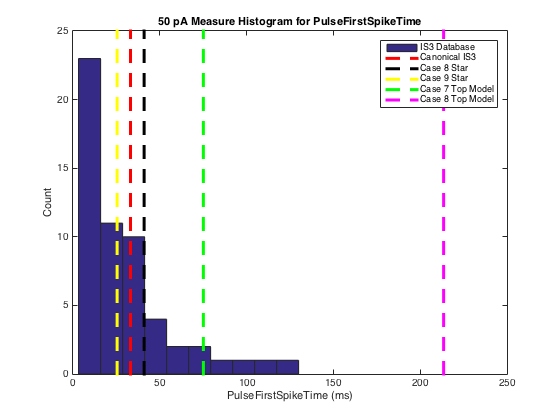 50 pA Measure Histogram for PulseFirstSpikeTime
IS3 Database
Canonical IS3
Case 8 Star
Case 9 Star
Case 7 Top Model
Case 8 Top Model
Count
25
20
15
10
5
0
0 50 100 150 200 250
PulseFirstSpikeTime (ms)